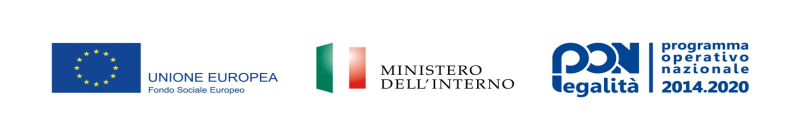 UNIONE EUROPEA
Fondo Sociale Europeo
MINISTERO
DELL'INTERNO
pon
legalità
programma
operativo
nazionale
2014.2020